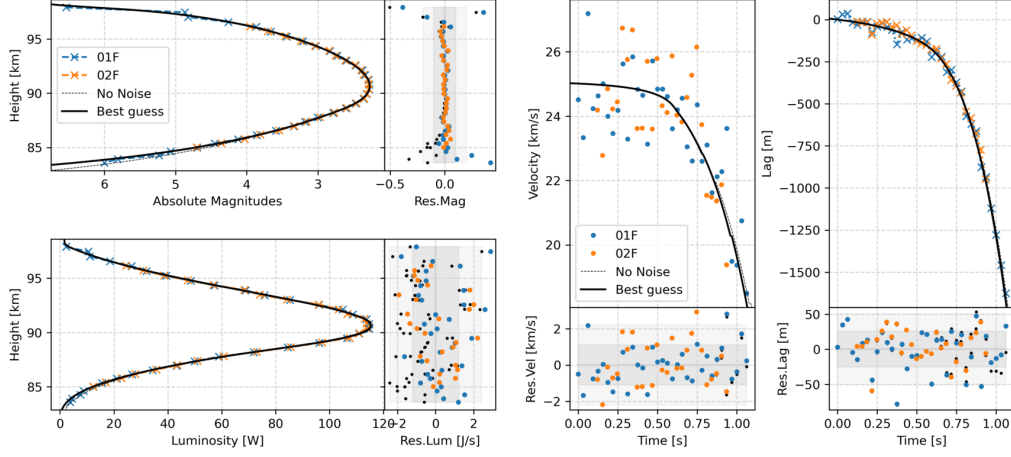 Height [km]
95
90
85
01F
02F
No Noise
Best guess
6
5
4
3
Absolute Magnitudes
−0.5
0.0
Res.Mag
Height [km]
95
90
85
0
20
40
60
80
100
120
Luminosity [W]
−2
0
2
Res.Lum [J/s]
Velocity [km/s]
26
24
22
20
01F
02F
No Noise
Best guess
Res.Vel [km/s]
2
0
−2
0.00
0.25
0.50
0.75
1.00
Time [s]
Lag [m]
0
−250
−500
−750
−1000
−1250
−1500
Res.Lag [m]
50
0
−50
0.00
0.25
0.50
0.75
1.00
Time [s]